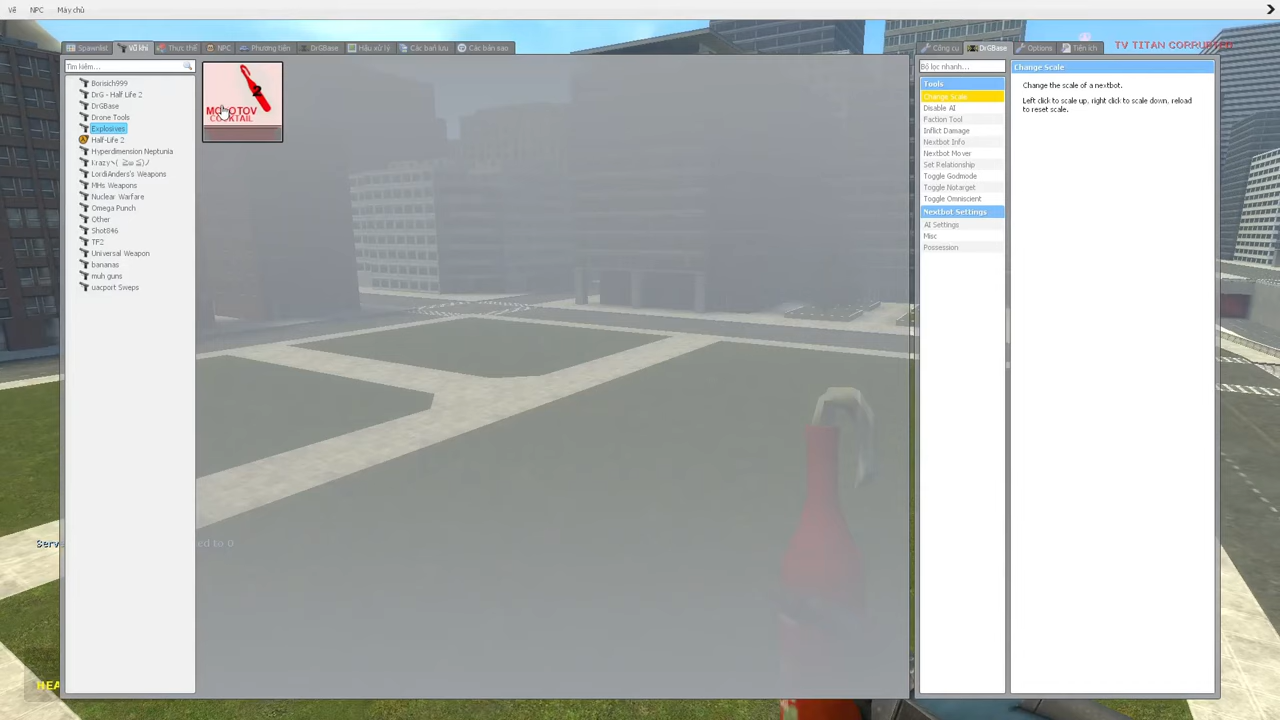 Vẽ NPC Máy chủ
Spawnlist Vũ khí Thực thể NPC Phương tiện DrGBase Hậu xử lý Các bản lưu Các bản sao
Công cụ DrGBase Options Tiện ích
TV TITAN CORRUPTED
Tìm kiếm...
Borisich999
DrG - Half Life 2
DrGBase
Drone Tools
Explosives
Half-Life 2
Hyperdimension Neptunia
LordiAnders's Weapons
MHs Weapons
Nuclear Warfare
Omega Punch
Other
Shot846
TF2
Universal Weapon
bananas
muh guns
uacport Sweps
2
MOLOTOV
COCKTAIL
Bộ lọc nhanh...
Tools
Change Scale
Disable AI
Faction Tool
Inflict Damage
Nextbot Info
Nextbot Mover
Set Relationship
Toggle Godmode
Toggle Notarget
Toggle Omniscient
Nextbot Settings
AI Settings
Misc
Possession
Change Scale
Change the scale of a nextbot.
Left click to scale up, right click to scale down, reload
to reset scale.
Serv
ed to 0
HEA